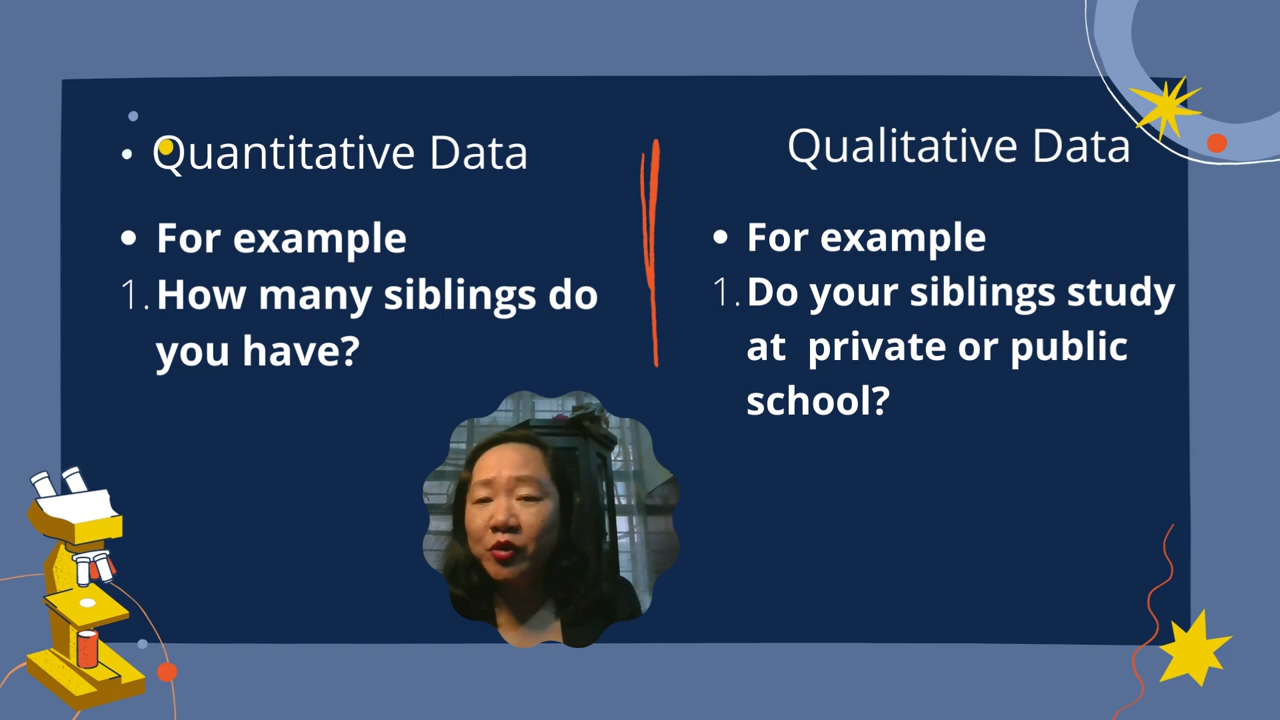 • Quantitative Data
• For example
1. How many siblings do
you have?
Qualitative Data
• For example
1. Do your siblings study
at private or public
school?